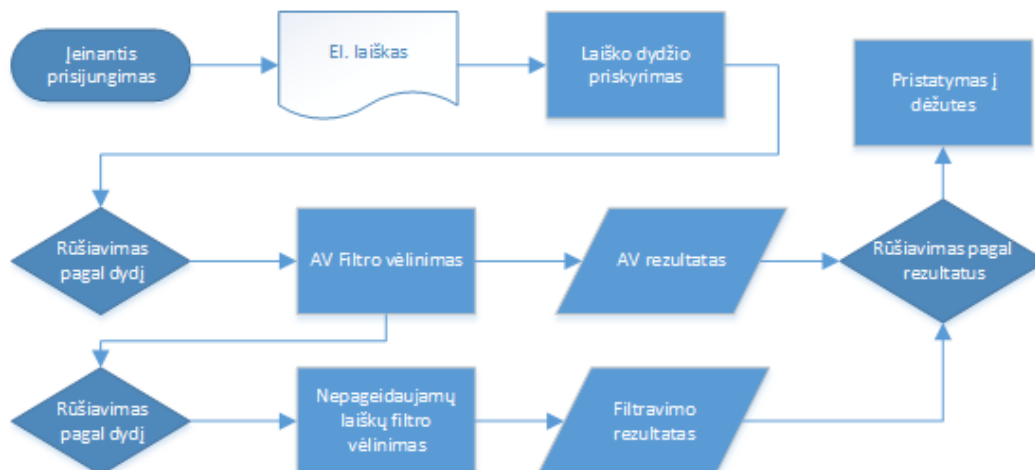 Įeinantis
prisijungimas
El. laiškas
Laiško dydžio
priskyrimas
Pristatymas į
dėžutes
Rūšiavimas
pagal dydį
AV Filtro vėlinimas
AV rezultatas
Rūšiavimas pagal
rezultatus
Rūšiavimas
pagal dydį
Nepageidaujamų
laiškų filtro
vėlinimas
Filtravimo
rezultatas